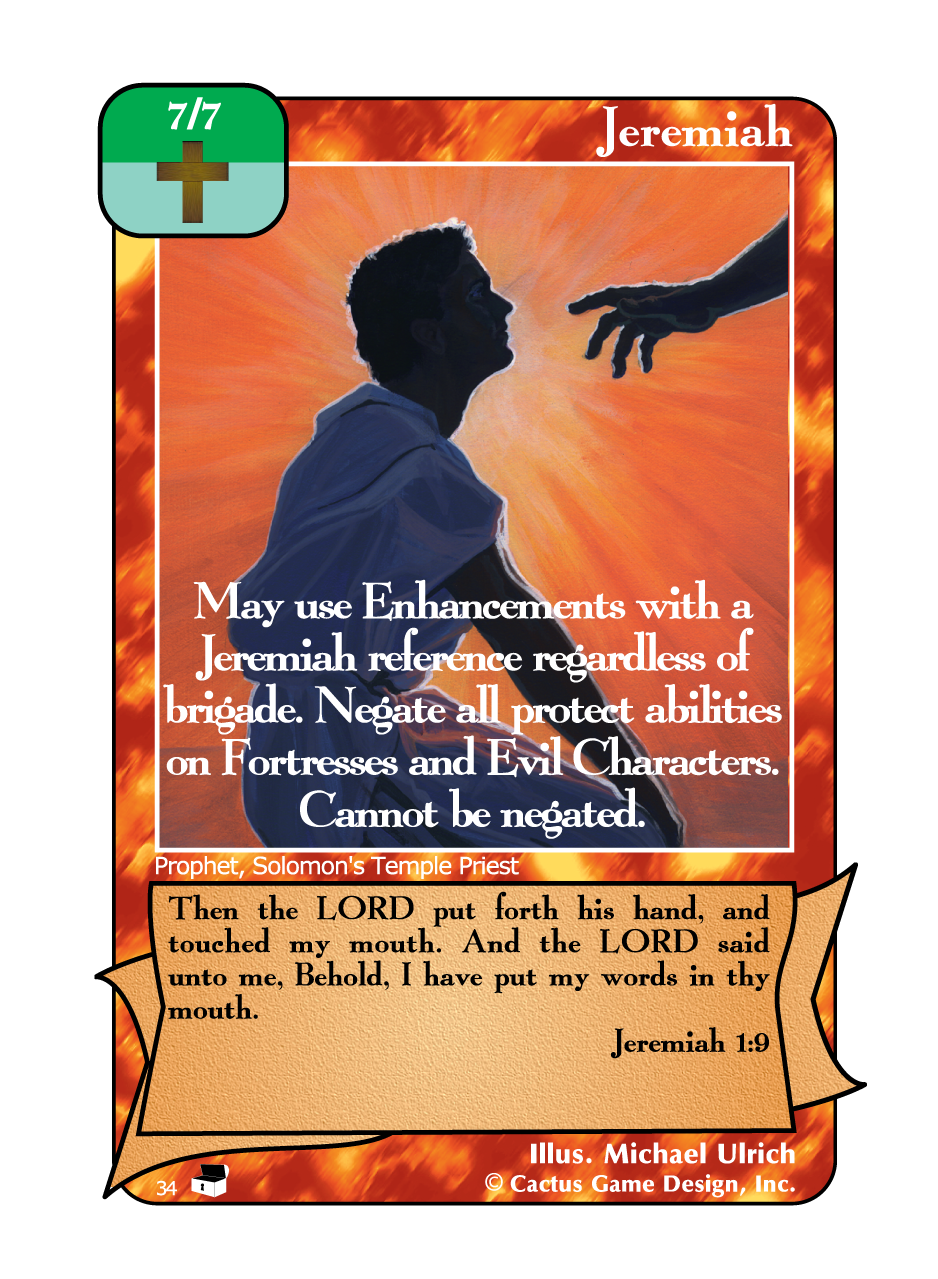 7/7
Jeremiah
May use Enhancements with a
Jeremiah reference regardless of
brigade. Negate all protect abilities
on Fortresses and Evil Characters.
Cannot be negated.
Prophet, Solomon's Temple Priest
Then the LORD put forth his hand, and
touched my mouth. And the LORD said
unto me, Behold, I have put my words in thy
mouth.
Jeremiah 1:9
Illus. Michael Ulrich
34
© Cactus Game Design, Inc.